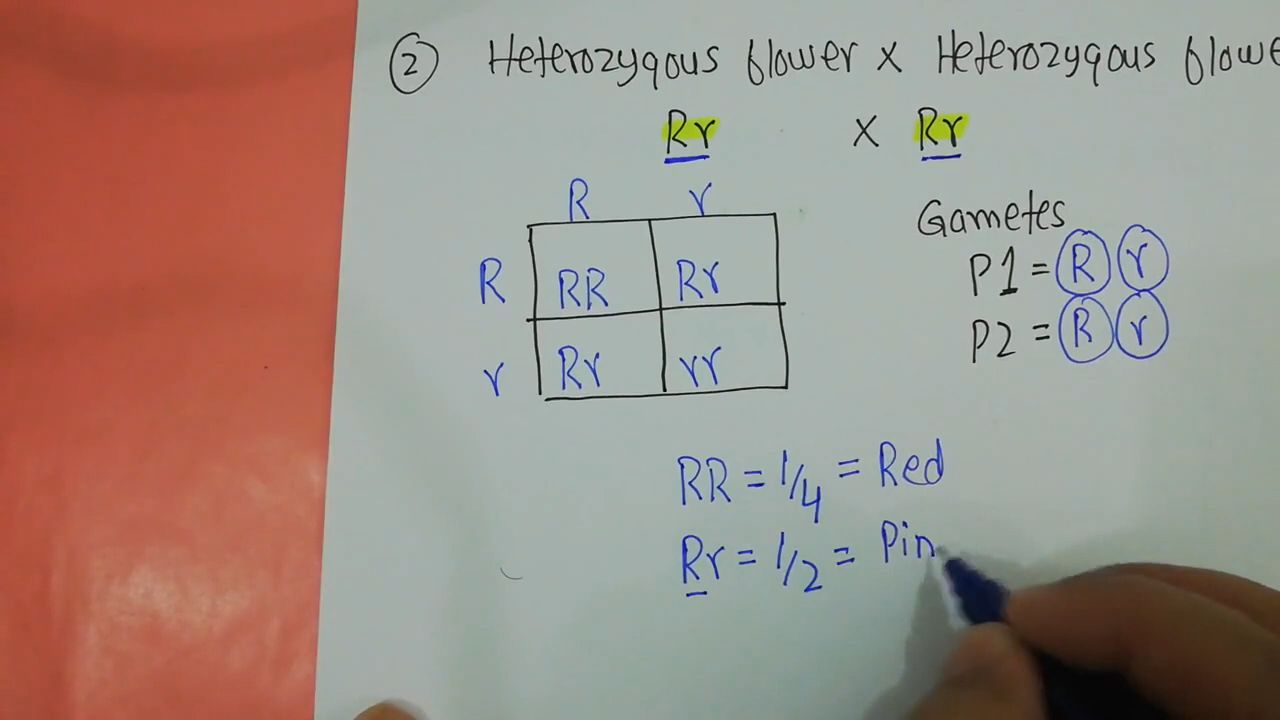 ② Heterozygous flower X Heterozygous flowe
Rr X Rr
R r
R RR Rr
r Rr rr
Gametes
P1 = R r
P2 = R r
RR = 1/4 = Red
Rr = 1/2 = Pin